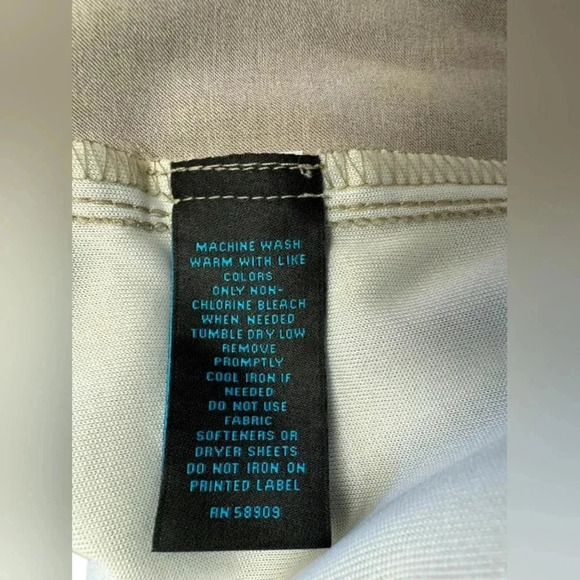 MACHINE WASH
WARM WITH LIKE
COLORS
ONLY NON-
CHLORINE BLEACH
WHEN NEEDED
TUMBLE DRY LOW
REMOVE
PROMPTLY
COOL IRON IF
NEEDED
DO NOT USE
FABRIC
SOFTENERS OR
DRYER SHEETS
DO NOT IRON ON
PRINTED LABEL
RN 58909